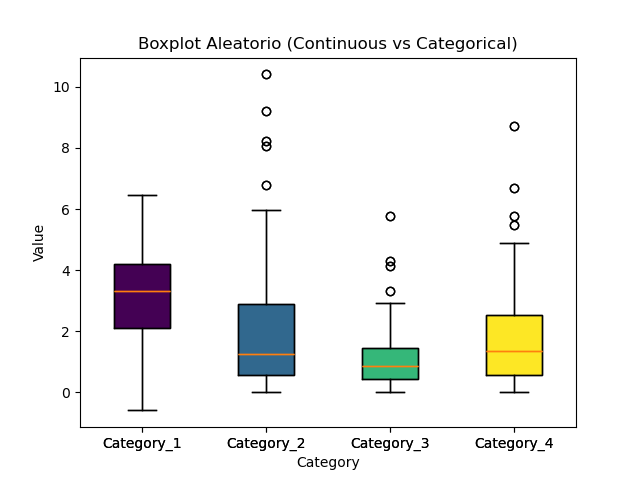 Boxplot Aleatorio (Continuous vs Categorical)
10
8
6
4
2
0
Value
Category_1 Category_2 Category_3 Category_4
Category